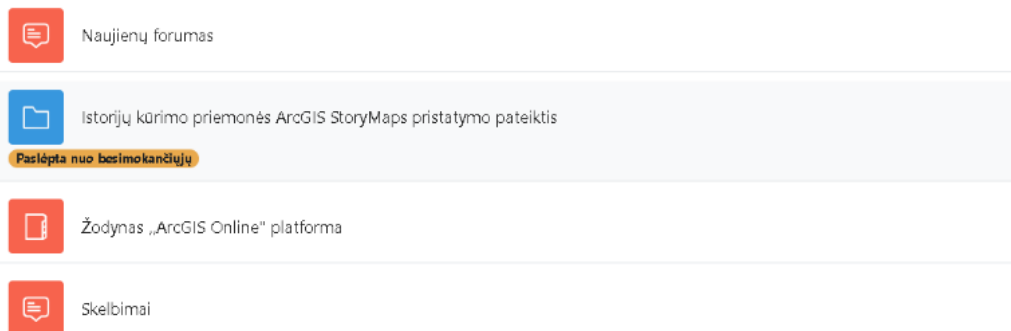 Naujienų forumas
Istorijų kūrimo priemonės ArcGIS StoryMaps pristatymo pateiktis
Paslėpta nuo besimokančiųjų
Žodynas „ArcGIS Online" platforma
Skelbimai